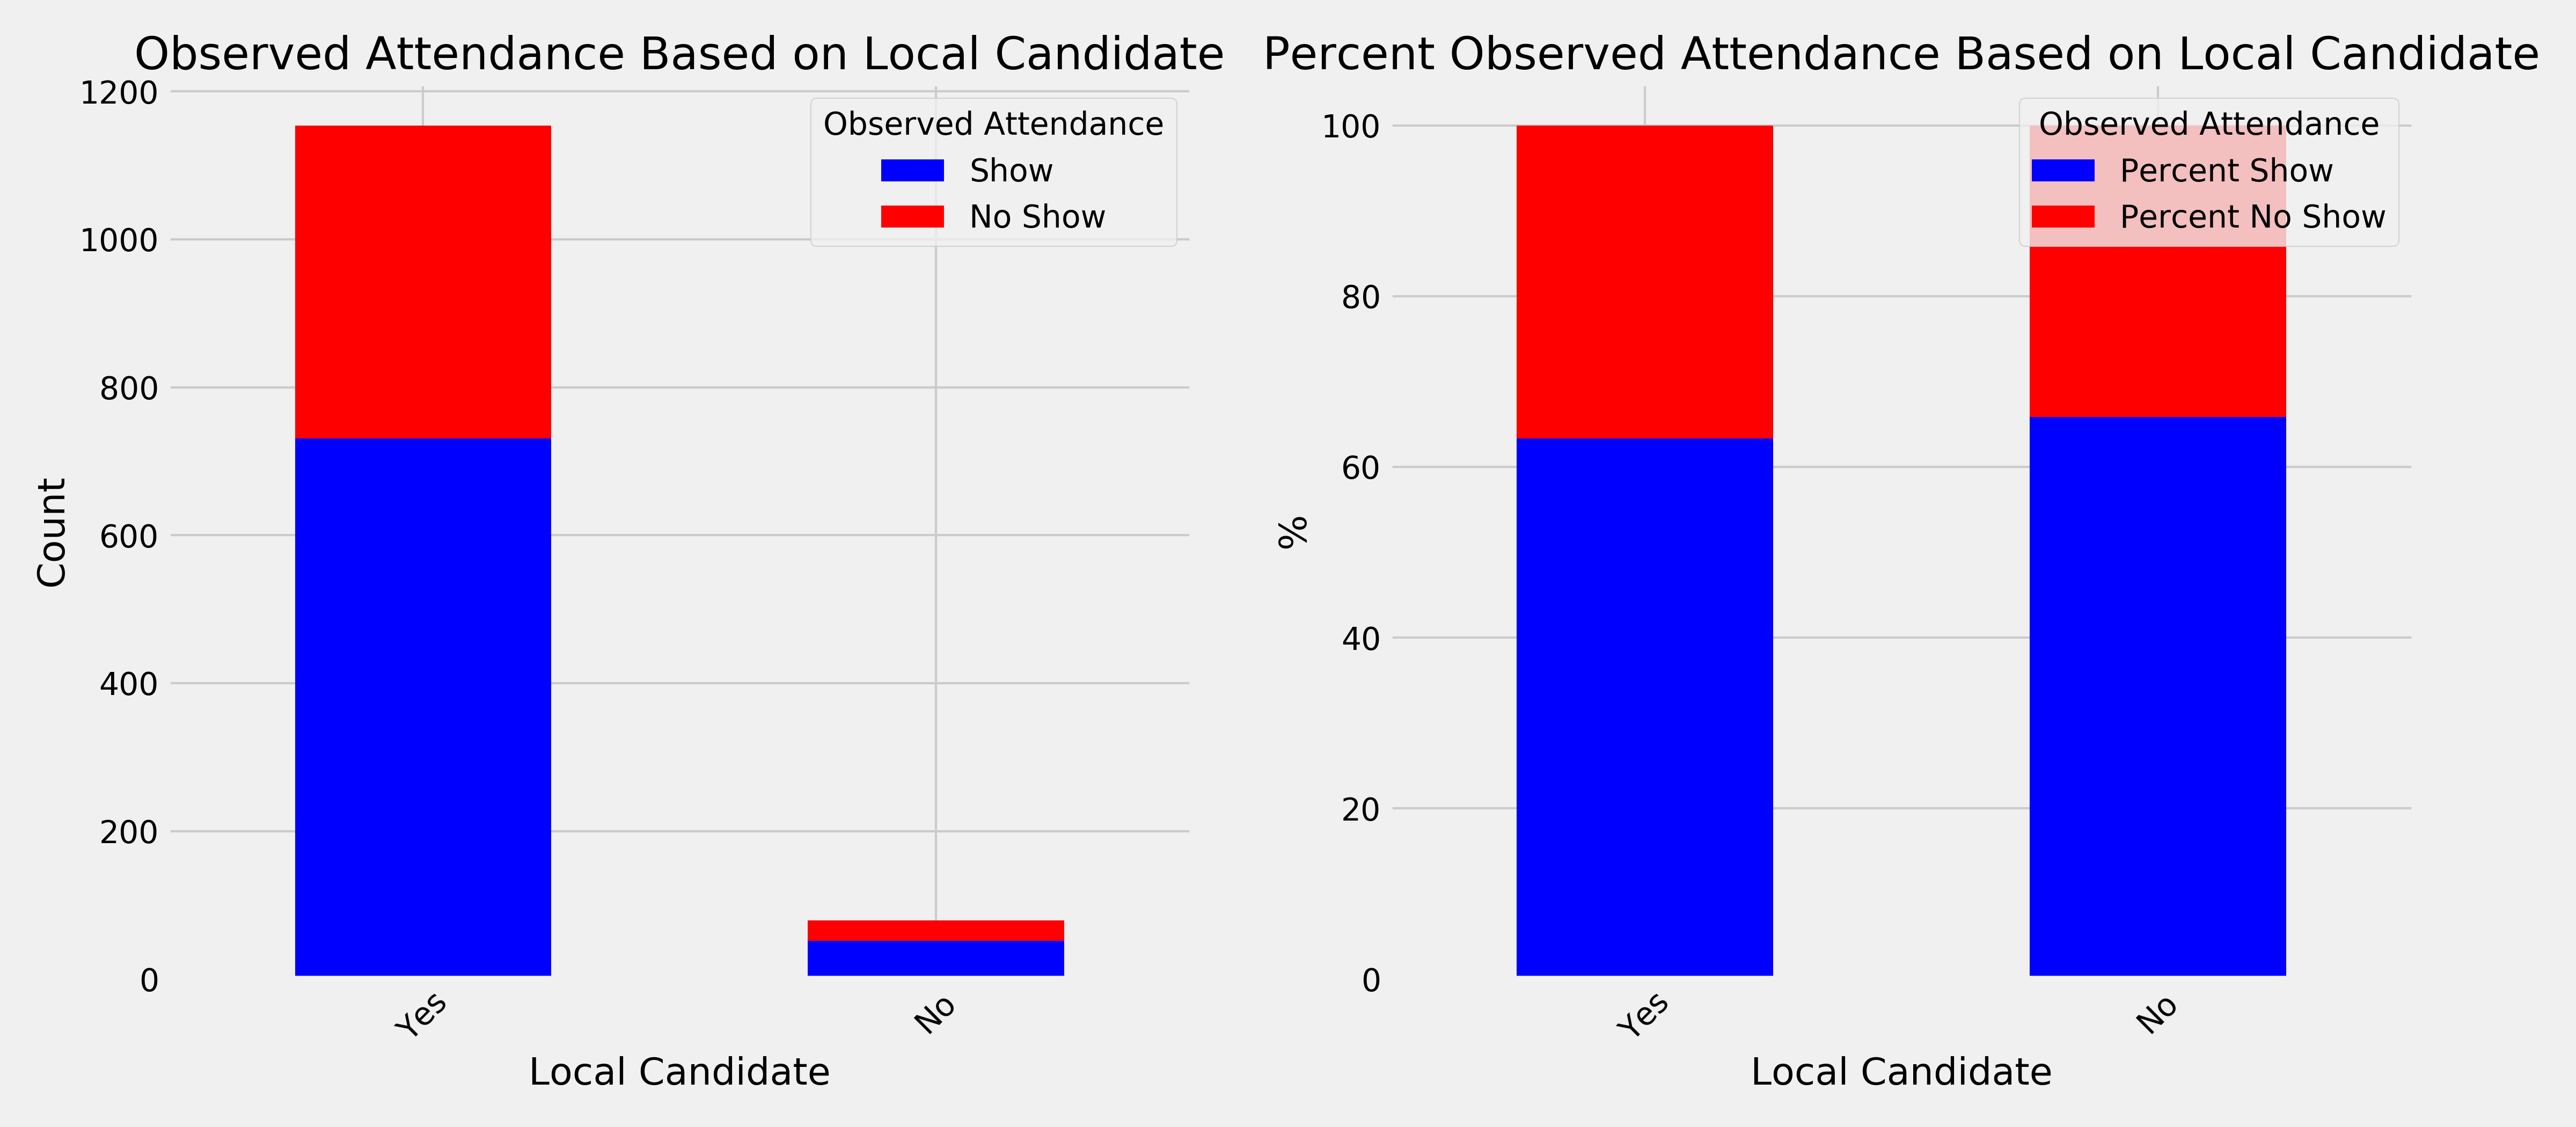 Observed Attendance Based on Local Candidate
1200
1000
800
600
400
200
0
Count
Observed Attendance
Show
No Show
Yes
No
Local Candidate
Percent Observed Attendance Based on Local Candidate
100
80
60
40
20
0
%
Observed Attendance
Percent Show
Percent No Show
Yes
No
Local Candidate